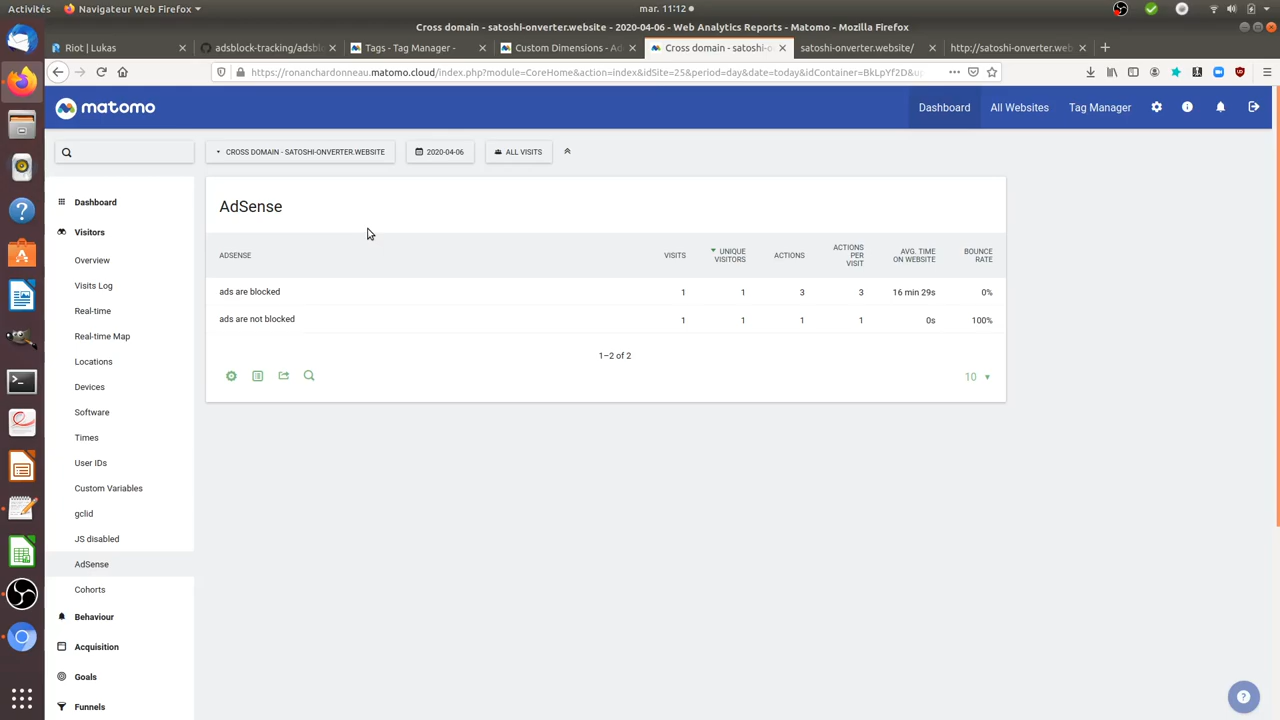 Activités
Navigateur Web Firefox
mar. 11:12
Cross domain - satoshi-onverter.website - 2020-04-06 - Web Analytics Reports - Matomo - Mozilla Firefox
Riot | Lukas
adsblock-tracking/adsbl
Tags - Tag Manager -
Custom Dimensions - Ad
Cross domain - satoshi-o
satoshi-onverter.website/
http://satoshi-onverter.web
https://ronanchardonneau.matomo.cloud/index.php?module=CoreHome&action=index&idSite=25&period=day&date=today&idContainer=BkLpYf2D&u
matomo
Dashboard
All Websites
Tag Manager
CROSS DOMAIN - SATOSHI-ONVERTER.WEBSITE
2020-04-06
ALL VISITS
Dashboard
Visitors
Overview
Visits Log
Real-time
Real-time Map
Locations
Devices
Software
Times
User IDs
Custom Variables
gclid
JS disabled
AdSense
Cohorts
Behaviour
Acquisition
Goals
Funnels
AdSense
ADSENSE VISITS UNIQUE VISITORS ACTIONS ACTIONS PER VISIT AVG. TIME ON WEBSITE BOUNCE RATE
ads are blocked 1 1 3 3 16 min 29s 0%
ads are not blocked 1 1 1 1 0s 100%
1–2 of 2
10